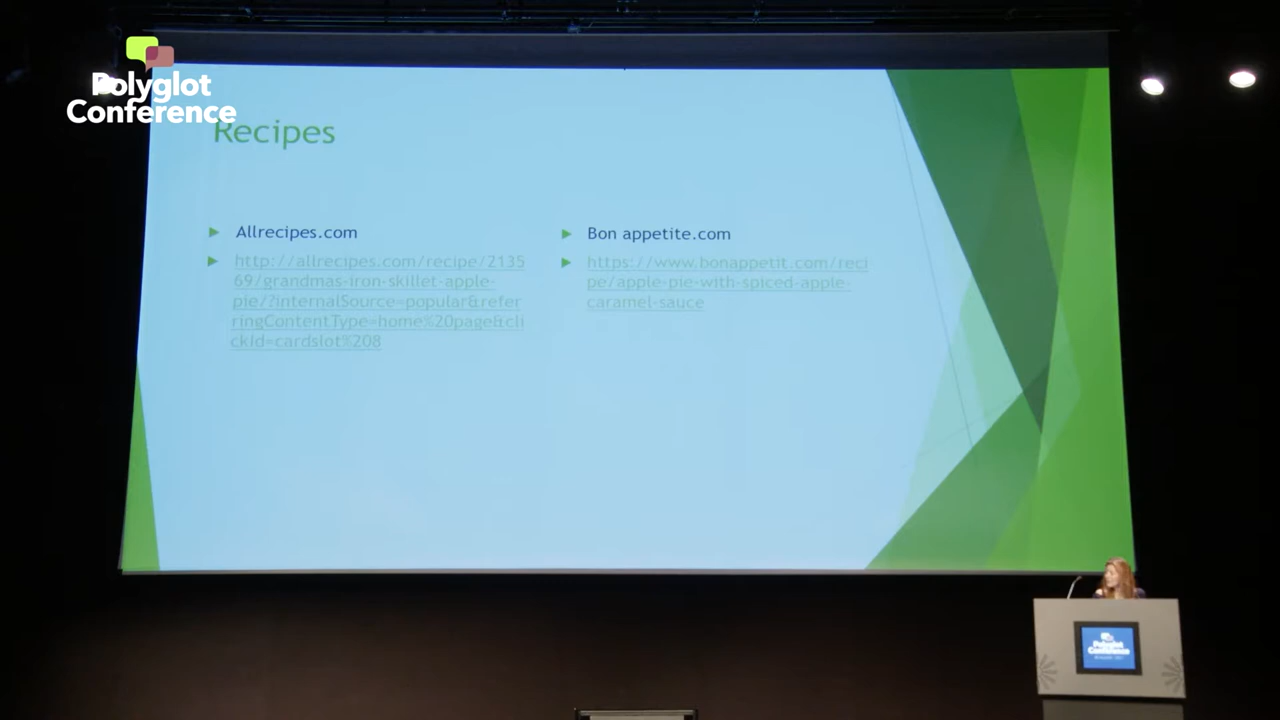 Polyglot
Conference
Recipes
Allrecipes.com
http://allrecipes.com/recipe/2135
69/grandmas-iron-skillet-apple-
pie/?internalSource=popular&refer
ringContentType=home%20page&cli
ckId=cardslot%208
Bon appetite.com
https://www.bonappetit.com/reci
pe/apple-pie-with-spiced-apple-
caramel-sauce
Polyglot
Conference